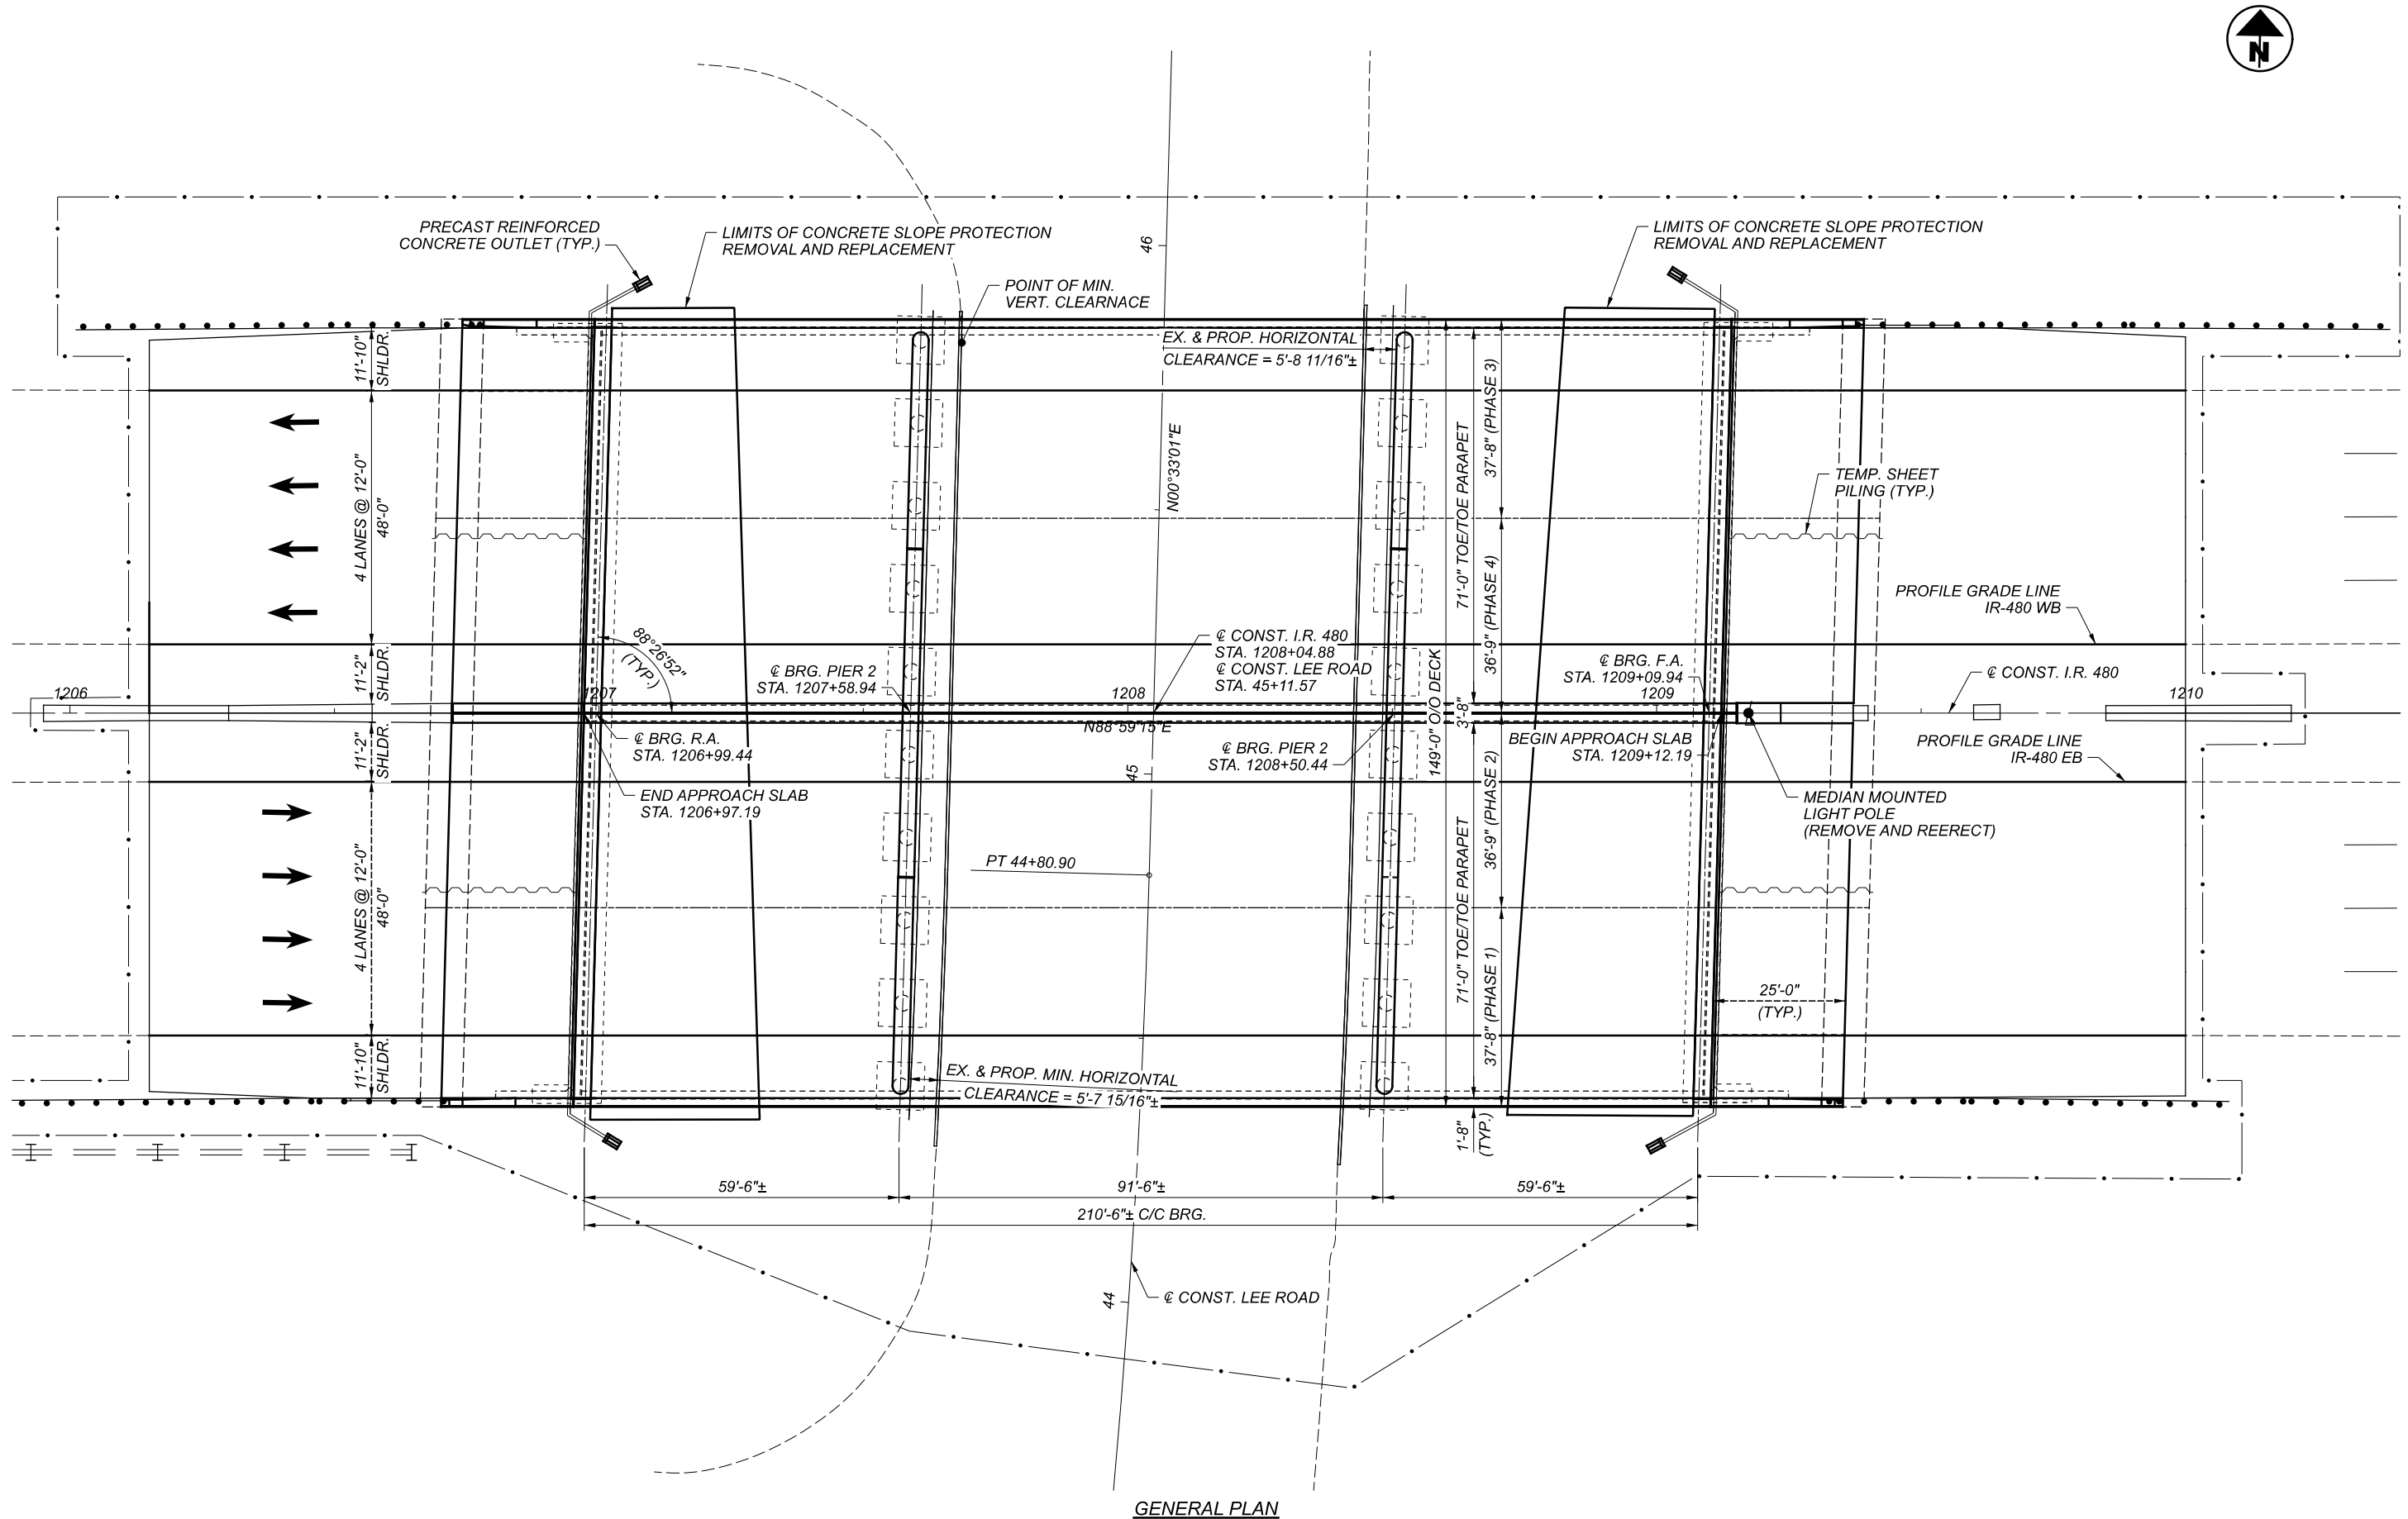 N
PRECAST REINFORCED
CONCRETE OUTLET (TYP.)
LIMITS OF CONCRETE SLOPE PROTECTION
REMOVAL AND REPLACEMENT
46
LIMITS OF CONCRETE SLOPE PROTECTION
REMOVAL AND REPLACEMENT
POINT OF MIN.
VERT. CLEARNACE
EX. & PROP. HORIZONTAL
CLEARANCE = 5'-8 11/16"±
11'-10"
SHLDR.
4 LANES @ 12'-0"
48'-0"
11'-2"
SHLDR.
11'-2"
SHLDR.
4 LANES @ 12'-0"
48'-0"
11'-10"
SHLDR.
N00°33'01"E
71'-0" TOE/TOE PARAPET
37'-8" (PHASE 3)
36'-9" (PHASE 4)
149'-0" O/O DECK
3'-8"
36'-9" (PHASE 2)
71'-0" TOE/TOE PARAPET
37'-8" (PHASE 1)
1'-8"
(TYP.)
TEMP. SHEET
PILING (TYP.)
PROFILE GRADE LINE
IR-480 WB
88°26'52"
(TYP.)
℄ BRG. PIER 2
STA. 1207+58.94
℄ CONST. I.R. 480
STA. 1208+04.88
℄ CONST. LEE ROAD
STA. 45+11.57
℄ BRG. F.A.
STA. 1209+09.94
℄ CONST. I.R. 480
1206
1207
1208
1209
1210
N88°59'15"E
℄ BRG. R.A.
STA. 1206+99.44
℄ BRG. PIER 2
STA. 1208+50.44
BEGIN APPROACH SLAB
STA. 1209+12.19
PROFILE GRADE LINE
IR-480 EB
45
END APPROACH SLAB
STA. 1206+97.19
MEDIAN MOUNTED
LIGHT POLE
(REMOVE AND REERECT)
PT 44+80.90
25'-0"
(TYP.)
EX. & PROP. MIN. HORIZONTAL
CLEARANCE = 5'-7 15/16"±
59'-6"±
91'-6"±
59'-6"±
210'-6"± C/C BRG.
44
℄ CONST. LEE ROAD
GENERAL PLAN